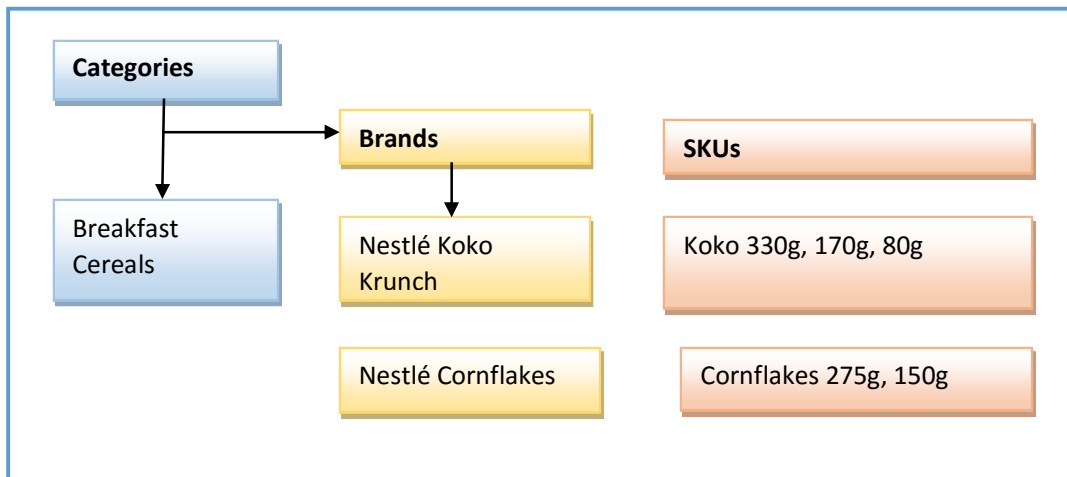 Categories
Brands
SKUs
Breakfast
Cereals
Nestlé Koko
Krunch
Koko 330g, 170g, 80g
Nestlé Cornflakes
Cornflakes 275g, 150g